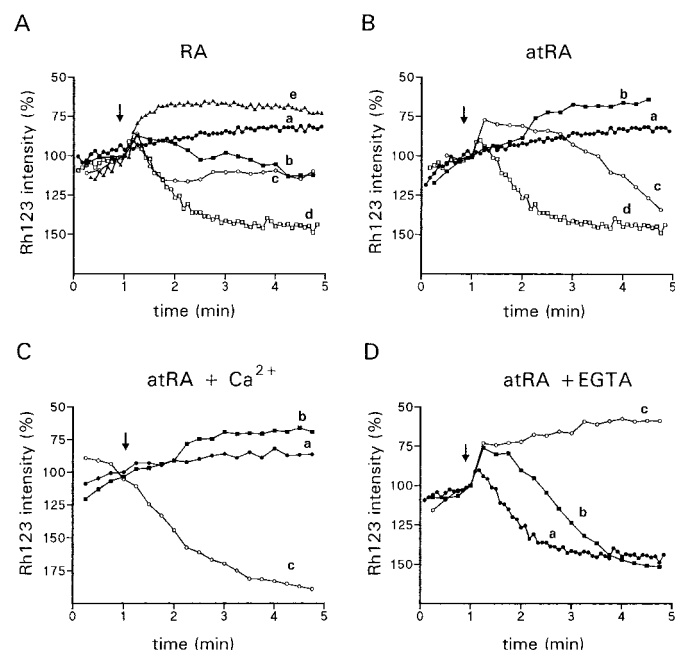 A
RA
Rh123 intensity (%)
50
75
100
125
150
e
a
b
c
d
0
1
2
3
4
5
time (min)
B
atRA
Rh123 intensity (%)
50
75
100
125
150
b
a
c
d
0
1
2
3
4
5
time (min)
C
atRA + Ca²⁺
Rh123 intensity (%)
50
75
100
125
150
175
b
a
c
0
1
2
3
4
5
time (min)
D
atRA +EGTA
Rh123 intensity (%)
50
75
100
125
150
c
b
a
0
1
2
3
4
5
time (min)